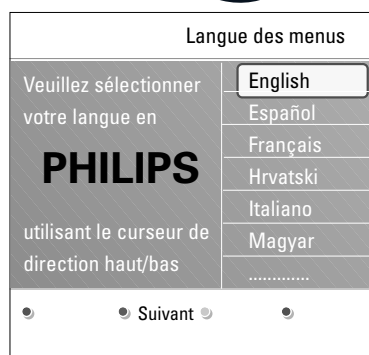 Langue des menus
Veuillez sélectionner
votre langue en
PHILIPS
utilisant le curseur de
direction haut/bas
English
Español
Français
Hrvatski
Italiano
Magyar
.............
Suivant